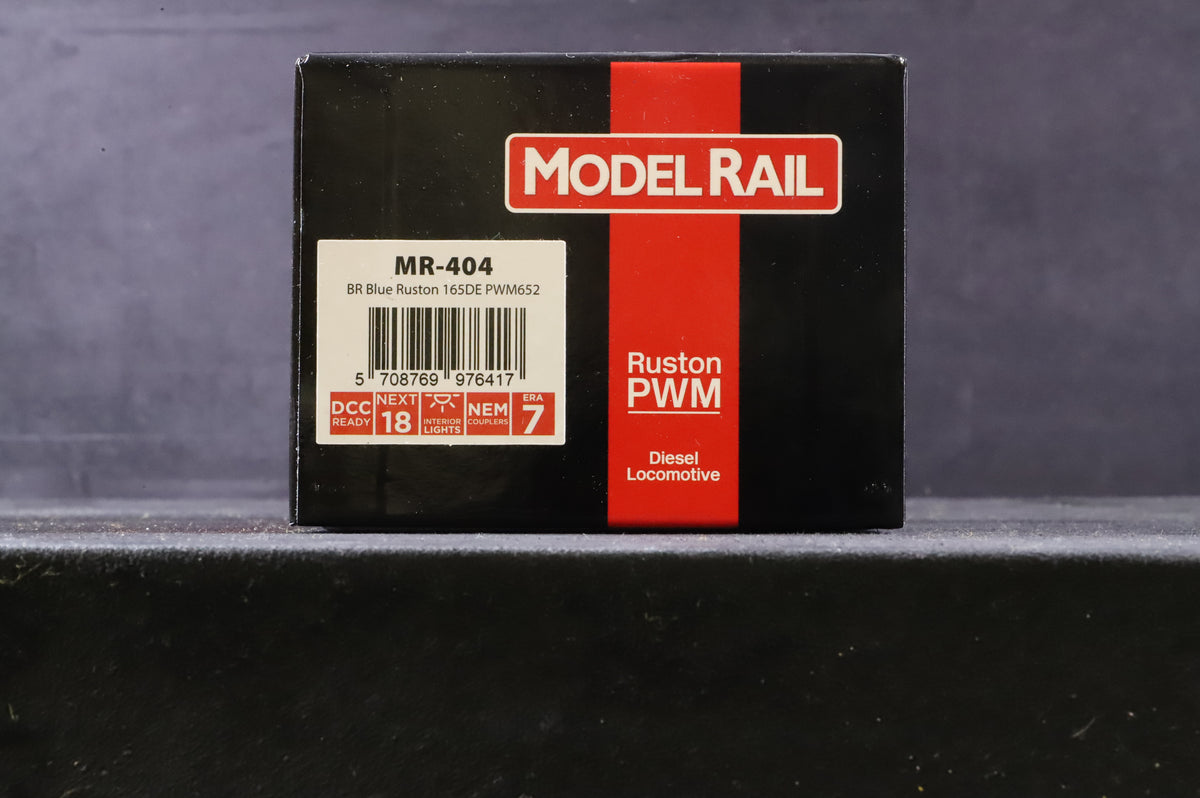 MODEL RAIL
MR-404
BR Blue Ruston 165DE PWM652
5 708769 976417
DCC
READY
NEXT
18
INTERIOR
LIGHTS
NEM
COUPLERS
ERA
7
Ruston
PWM
Diesel
Locomotive